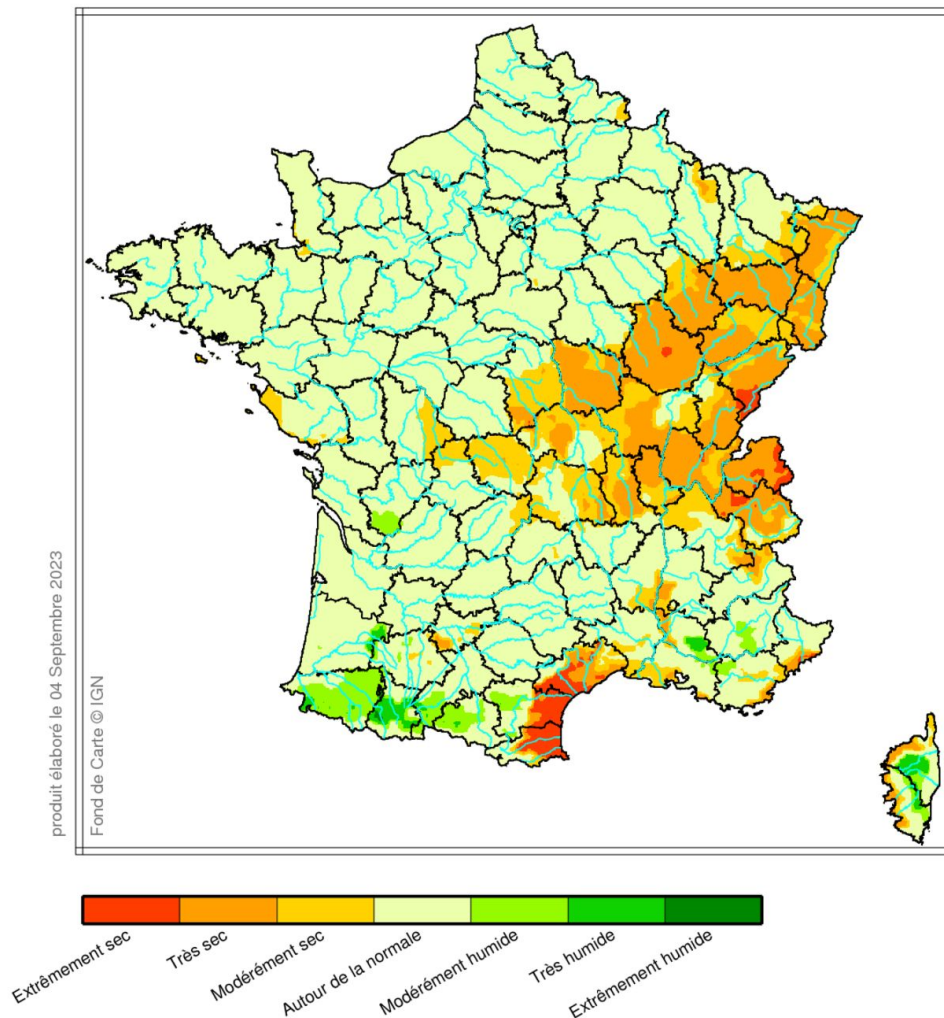 produit élaboré le 04 Septembre 2023
Fond de Carte © IGN
Extrêmement sec
Très sec
Modérément sec
Autour de la normale
Modérément humide
Très humide
Extrêmement humide